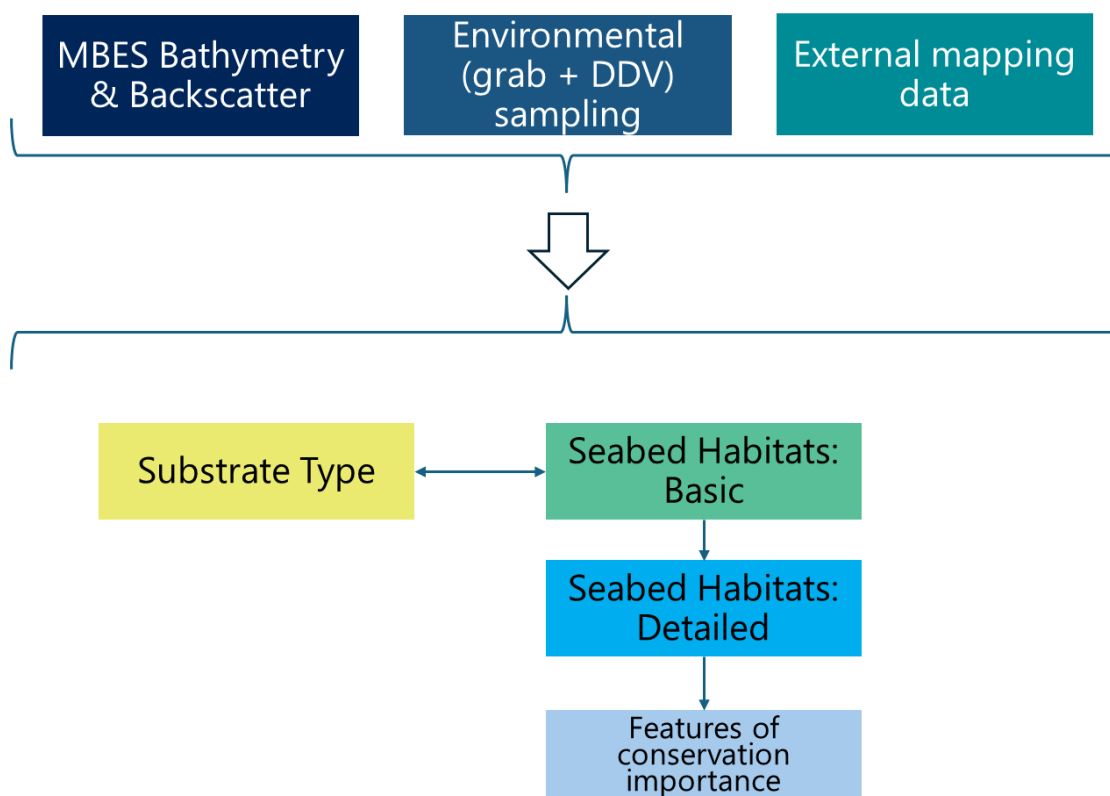 MBES Bathymetry
& Backscatter
Environmental
(grab + DDV)
sampling
External mapping
data
Substrate Type
Seabed Habitats:
Basic
Seabed Habitats:
Detailed
Features of
conservation
importance